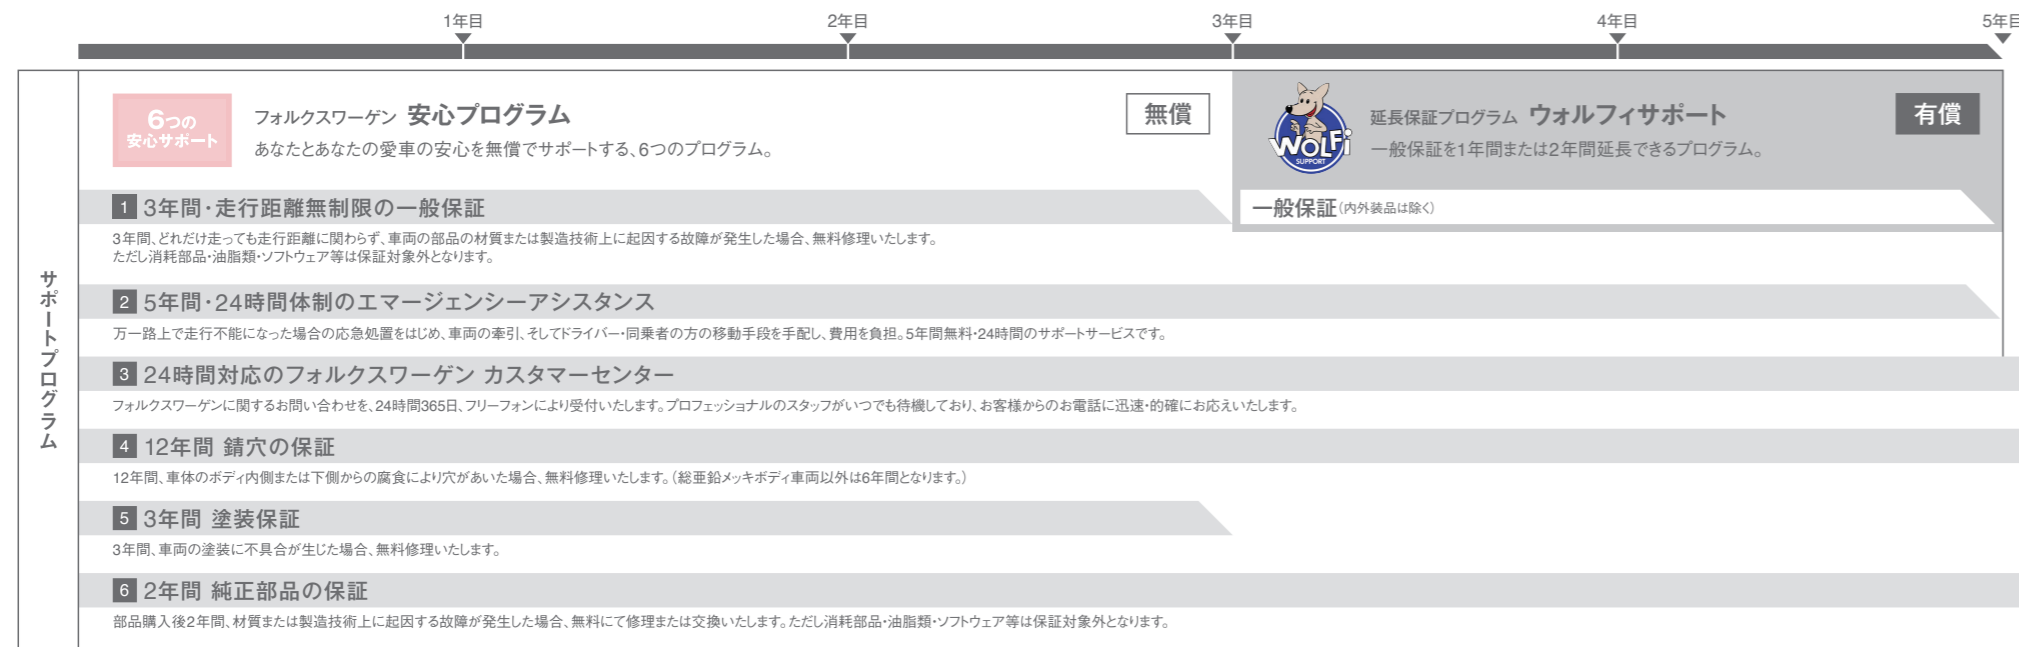 1年目
2年目
3年目
4年目
5年目
サポートプログラム
6つの
安心サポート
フォルクスワーゲン 安心プログラム
無償
あなたとあなたの愛車の安心を無償でサポートする、6つのプログラム。
WOLFi
SUPPORT
延長保証プログラム ウォルフィサポート
有償
一般保証を1年間または2年間延長できるプログラム。
1 3年間・走行距離無制限の一般保証
一般保証(内外装品は除く)
3年間、どれだけ走っても走行距離に関わらず、車両の部品の材質または製造技術上に起因する故障が発生した場合、無料修理いたします。
ただし消耗部品・油脂類・ソフトウェア等は保証対象外となります。
2 5年間・24時間体制のエマージェンシーアシスタンス
万一路上で走行不能になった場合の応急処置をはじめ、車両の牽引、そしてドライバー・同乗者の方の移動手段を手配し、費用を負担。5年間無料・24時間のサポートサービスです。
3 24時間対応のフォルクスワーゲン カスタマーセンター
フォルクスワーゲンに関するお問い合わせを、24時間365日、フリーフォンにより受付いたします。プロフェッショナルのスタッフがいつでも待機しており、お客様からのお電話に迅速・的確にお応えいたします。
4 12年間 錆穴の保証
12年間、車体のボディ内側または下側からの腐食により穴があいた場合、無料修理いたします。(総亜鉛メッキボディ車両以外は6年間となります。)
5 3年間 塗装保証
3年間、車両の塗装に不具合が生じた場合、無料修理いたします。
6 2年間 純正部品の保証
部品購入後2年間、材質または製造技術上に起因する故障が発生した場合、無料にて修理または交換いたします。ただし消耗部品・油脂類・ソフトウェア等は保証対象外となります。